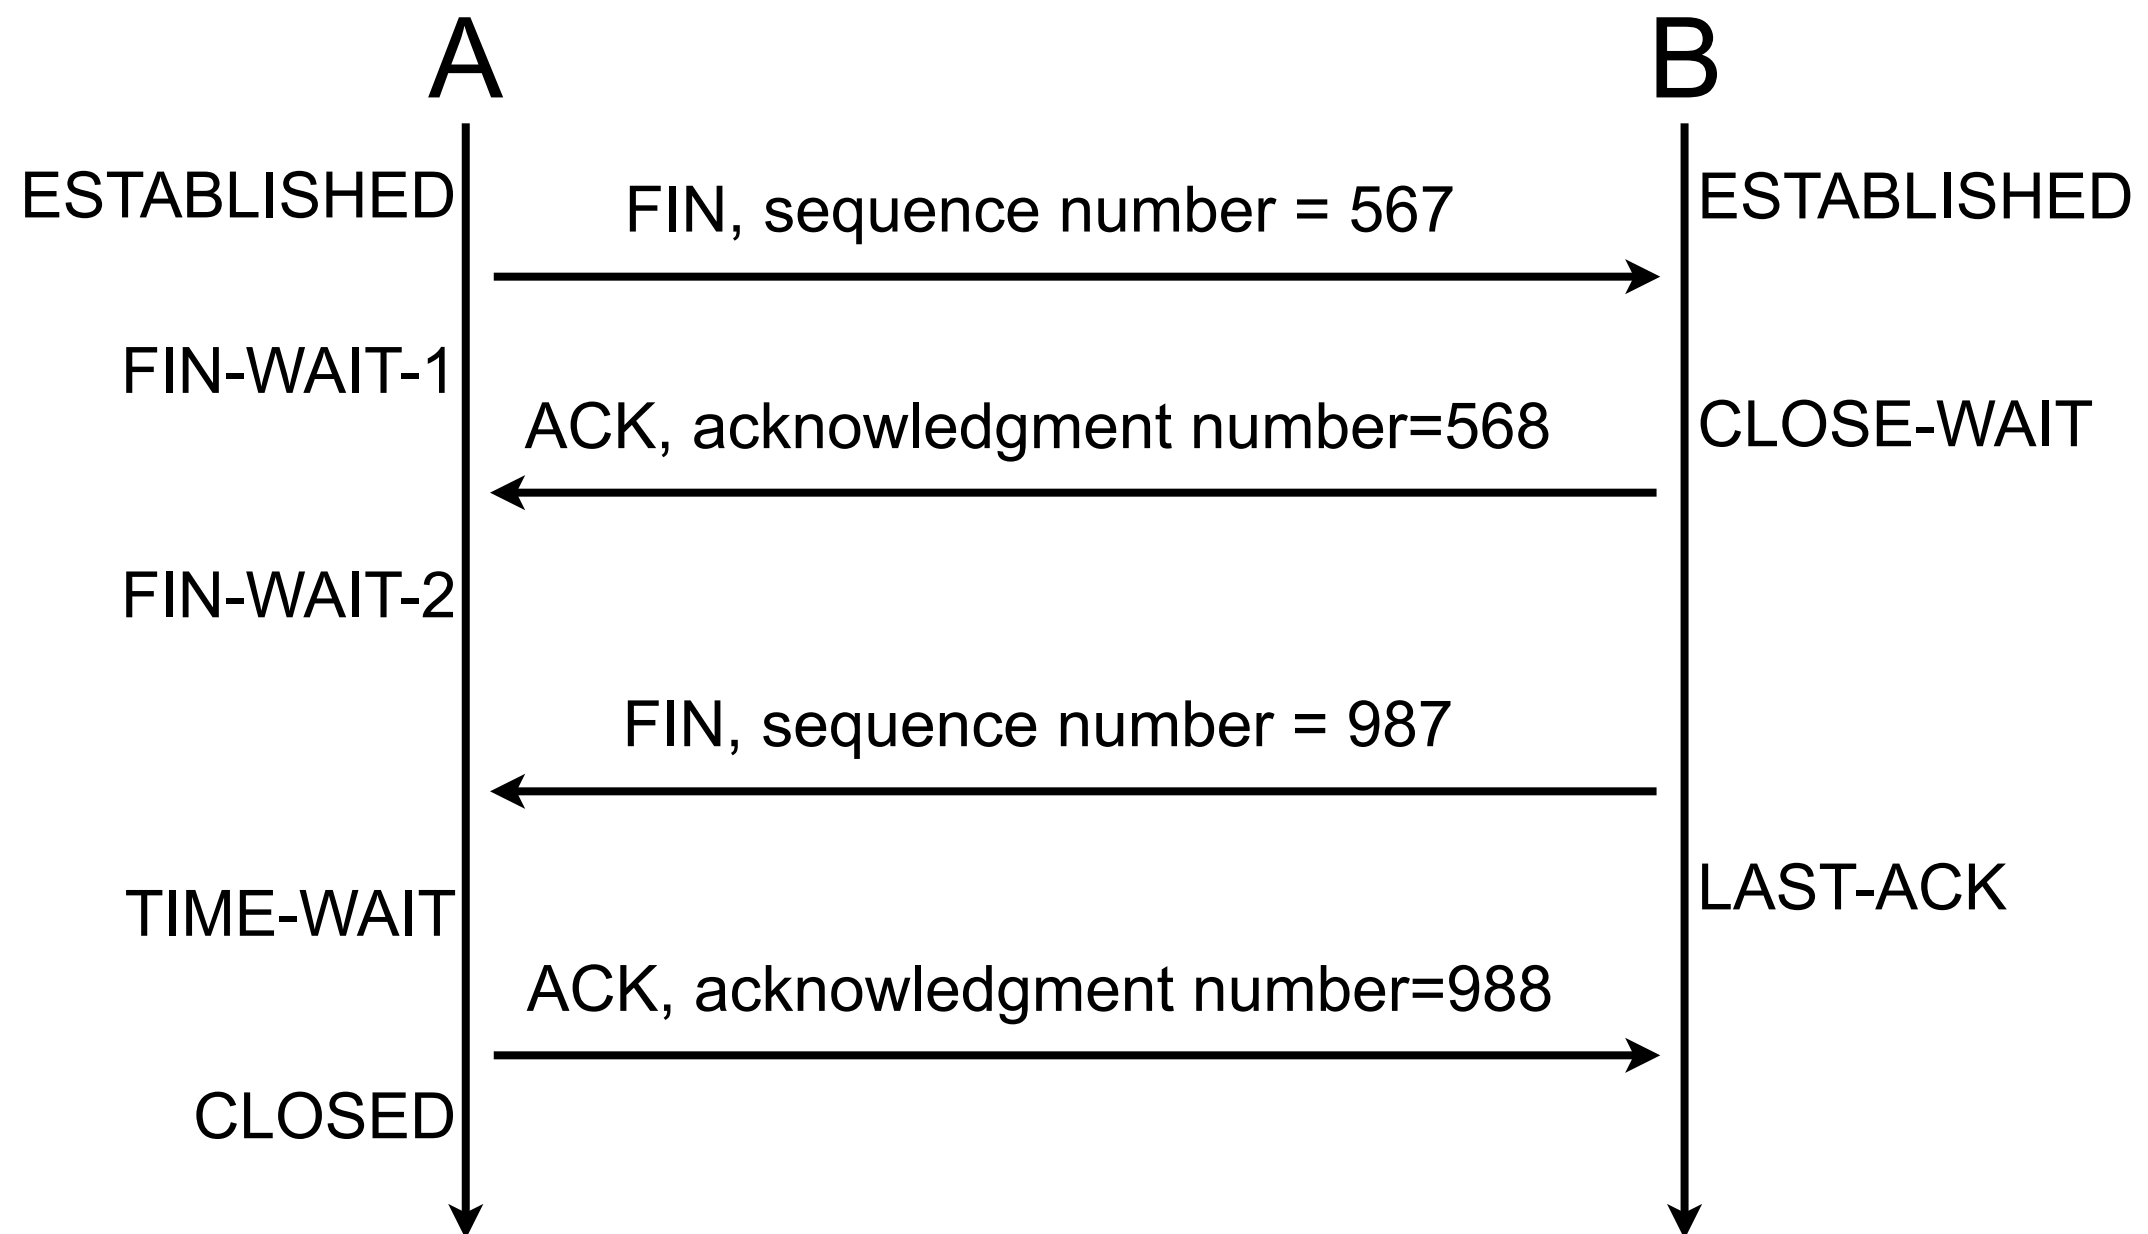 A
B
ESTABLISHED
ESTABLISHED
FIN, sequence number = 567
FIN-WAIT-1
ACK, acknowledgment number=568
CLOSE-WAIT
FIN-WAIT-2
FIN, sequence number = 987
TIME-WAIT
LAST-ACK
ACK, acknowledgment number=988
CLOSED